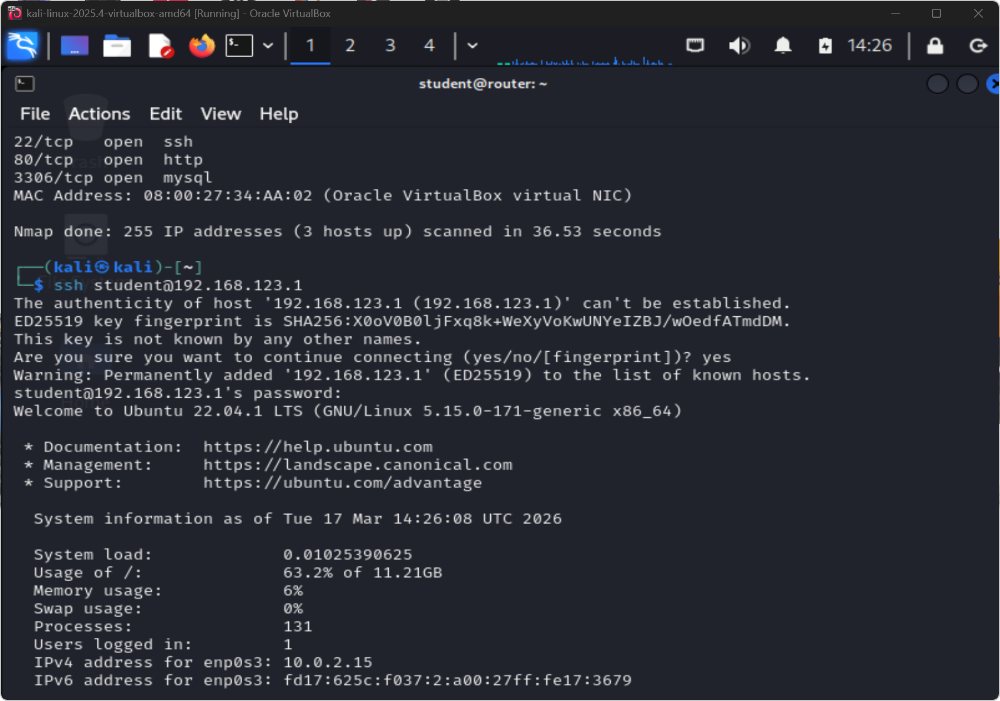 kali-linux-2025.4-virtualbox-amd64 [Running] - Oracle VirtualBox
1 2 3 4 14:26
student@router: ~
File Actions Edit View Help
22/tcp   open  ssh
80/tcp   open  http
3306/tcp open  mysql
MAC Address: 08:00:27:34:AA:02 (Oracle VirtualBox virtual NIC)
Nmap done: 255 IP addresses (3 hosts up) scanned in 36.53 seconds
┌──(kali㉿kali)-[~]
└─$ ssh student@192.168.123.1
The authenticity of host '192.168.123.1 (192.168.123.1)' can't be established.
ED25519 key fingerprint is SHA256:X0oV0B0ljFxq8k+WeXyVoKwUNYeIZBJ/wOedfATmdDM.
This key is not known by any other names.
Are you sure you want to continue connecting (yes/no/[fingerprint])? yes
Warning: Permanently added '192.168.123.1' (ED25519) to the list of known hosts.
student@192.168.123.1's password:
Welcome to Ubuntu 22.04.1 LTS (GNU/Linux 5.15.0-171-generic x86_64)
* Documentation:  https://help.ubuntu.com
* Management:     https://landscape.canonical.com
* Support:        https://ubuntu.com/advantage
System information as of Tue 17 Mar 14:26:08 UTC 2026
System load:             0.01025390625
Usage of /:              63.2% of 11.21GB
Memory usage:            6%
Swap usage:              0%
Processes:               131
Users logged in:         1
IPv4 address for enp0s3: 10.0.2.15
IPv6 address for enp0s3: fd17:625c:f037:2:a00:27ff:fe17:3679